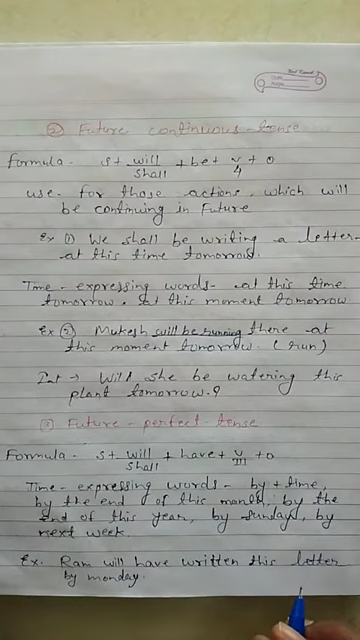 ② Future continuous tense
Formula - S + will/shall + be + V/4 + O
use - for those actions, which will
be continuing in Future
Ex ① We shall be writing a letter
at this time tomorrow.
Time - expressing words - at this time
tomorrow. At this moment tomorrow
Ex ② Mukesh will be running there at
this moment tomorrow. (run)
Int → Will she be watering this
plant tomorrow.?
③ Future - perfect tense
Formula - S + will/shall + have + V/III + O
Time - expressing words - by + time,
by the end of this month, by the
End of this year, by Sunday, by
next week.
Ex. Ram will have written this letter
by monday.